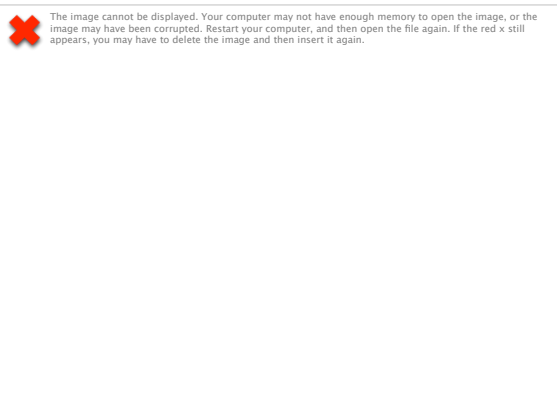 The image cannot be displayed. Your computer may not have enough memory to open the image, or the
image may have been corrupted. Restart your computer, and then open the file again. If the red x still
appears, you may have to delete the image and then insert it again.